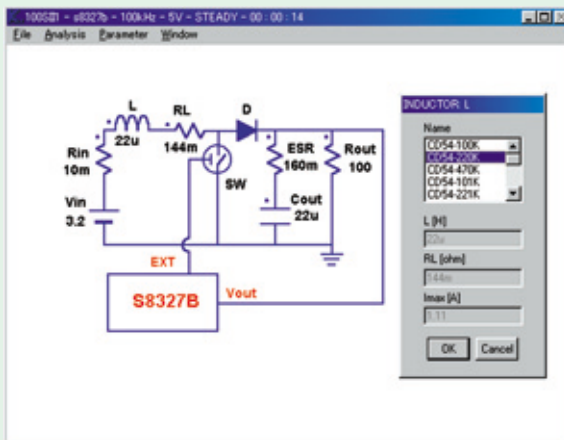 100S - s8327b - 100kHz - 5V - STEADY - 00 : 00 : 14
File Analysis Parameter Window
L
22u
RL
144m
D
Rin
10m
Vin
3.2
SW
ESR
160m
Cout
22u
Rout
100
EXT
S8327B
Vout
INDUCTOR L
Name
CD54-100K
CD54-220K
CD54-470K
CD54-101K
CD54-221K
L [H]
22u
RL [ohm]
144m
Imax [A]
1.11
OK
Cancel